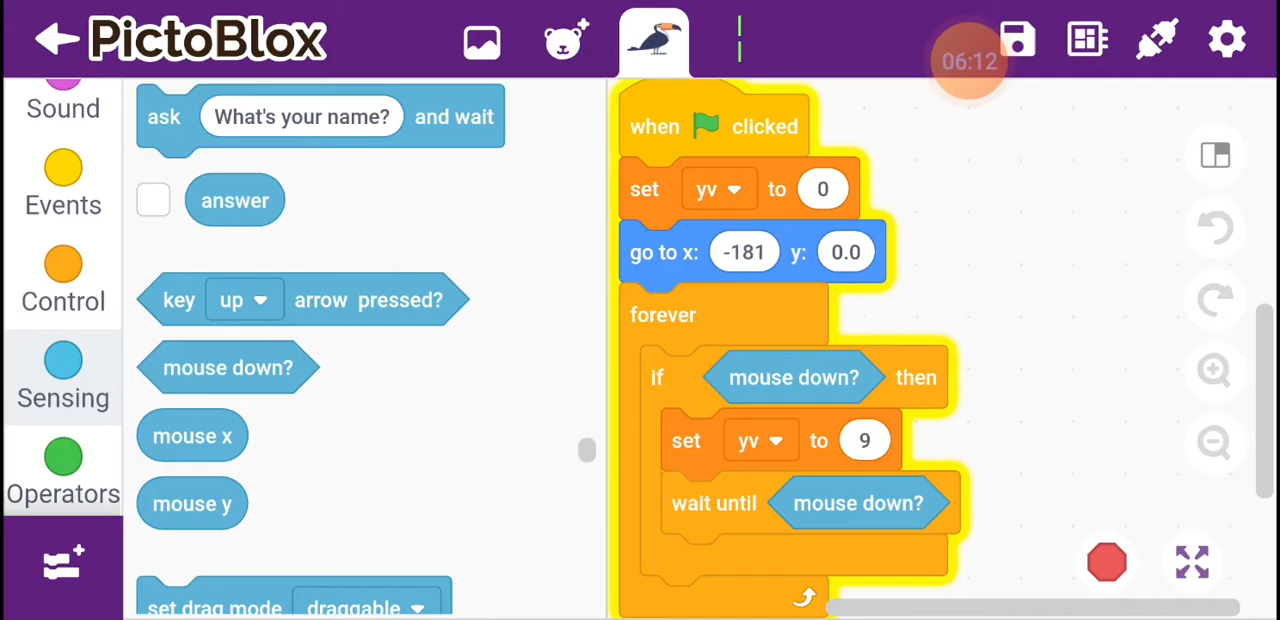 PictoBlox
06:12
Sound
Events
Control
Sensing
Operators
ask What's your name? and wait
answer
key up arrow pressed?
mouse down?
mouse x
mouse y
set drag mode draggable
when clicked
set yv to 0
go to x: -181 y: 0.0
forever
if mouse down? then
set yv to 9
wait until mouse down?